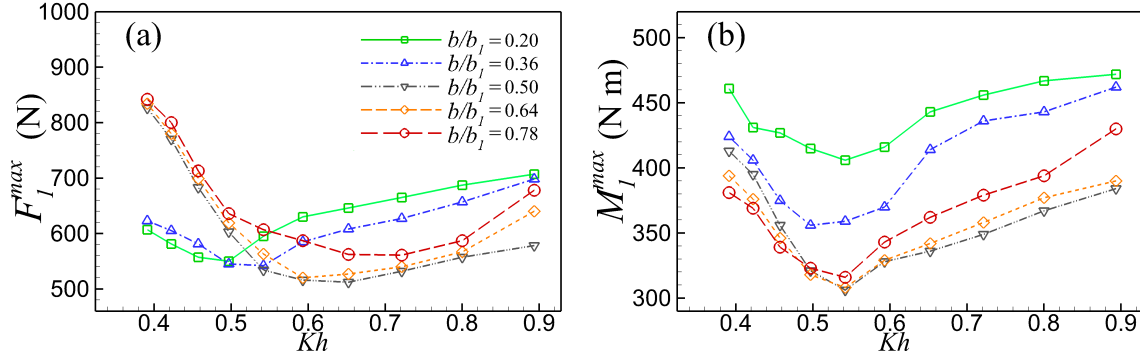 (a)
b/b₁ = 0.20
b/b₁ = 0.36
b/b₁ = 0.50
b/b₁ = 0.64
b/b₁ = 0.78
F₁ᵐᵃˣ (N)
1000
900
800
700
600
500
0.4 0.5 0.6 0.7 0.8 0.9
Kh
(b)
M₁ᵐᵃˣ (N m)
500
450
400
350
300
0.4 0.5 0.6 0.7 0.8 0.9
Kh